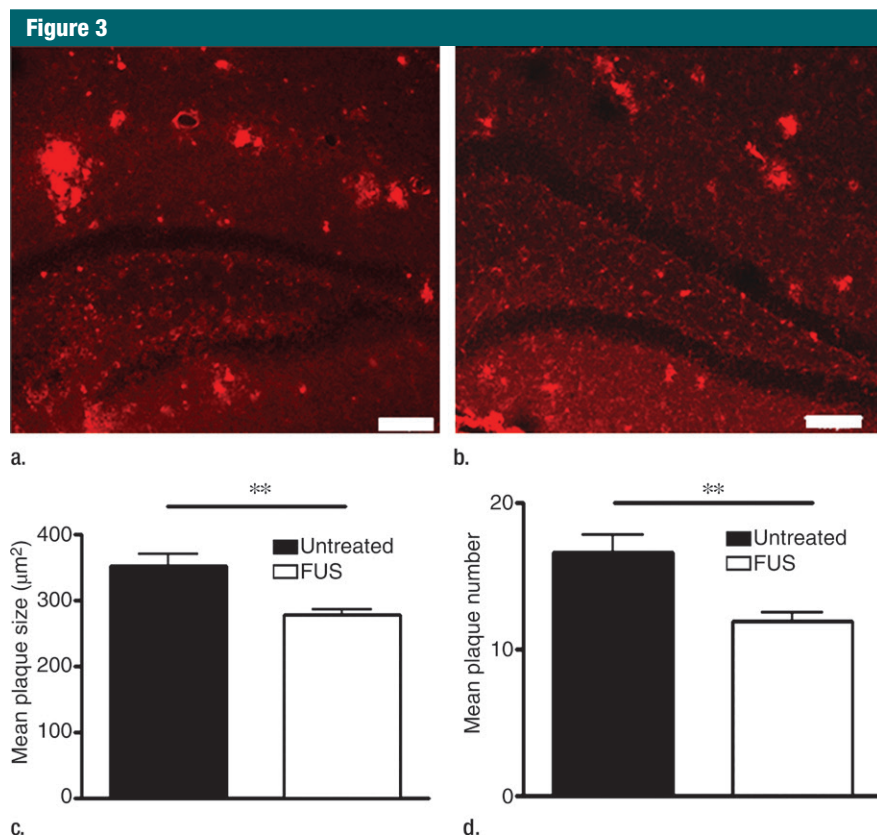 Figure 3
a.
b.
**
Mean plaque size (μm²)
400
300
200
100
0
Untreated
FUS
c.
**
Mean plaque number
20
10
0
Untreated
FUS
d.